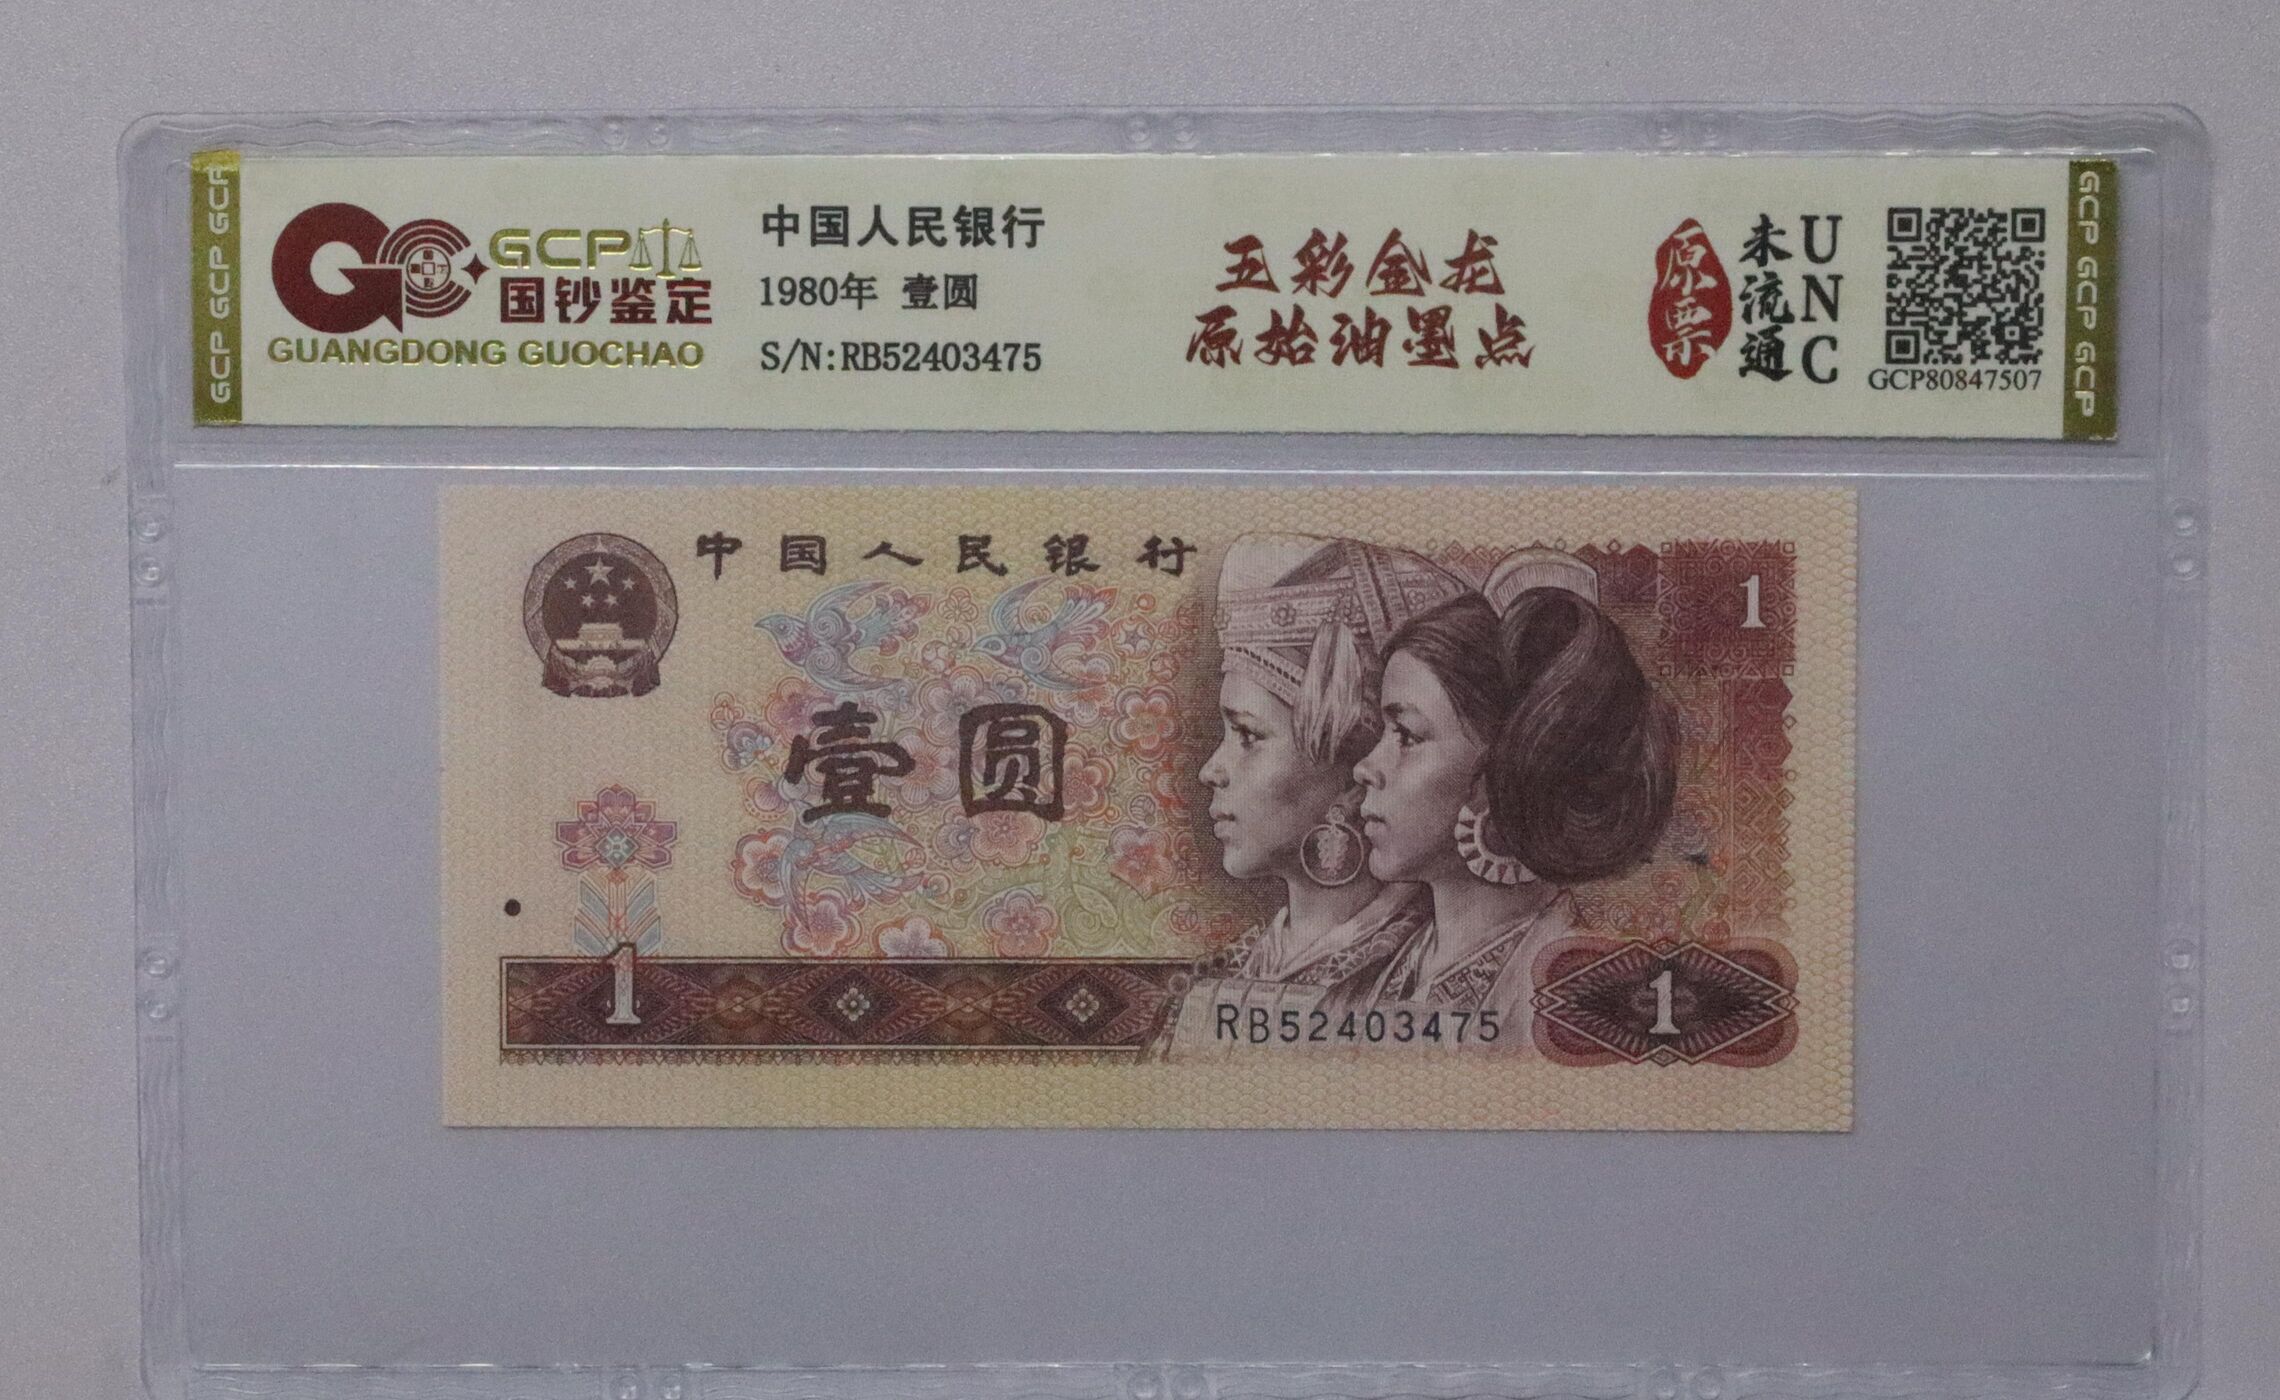 GCP GCP GCP
GCP
国钞鉴定
GUANGDONG GUOCHAO
中国人民银行
1980年 壹圆
S/N:RB52403475
五彩金龙
原始油墨点
原票
未流通
UNC
GCP80847507
GCP GCP GCP
中国人民银行
1
壹圆
1
1
RB52403475